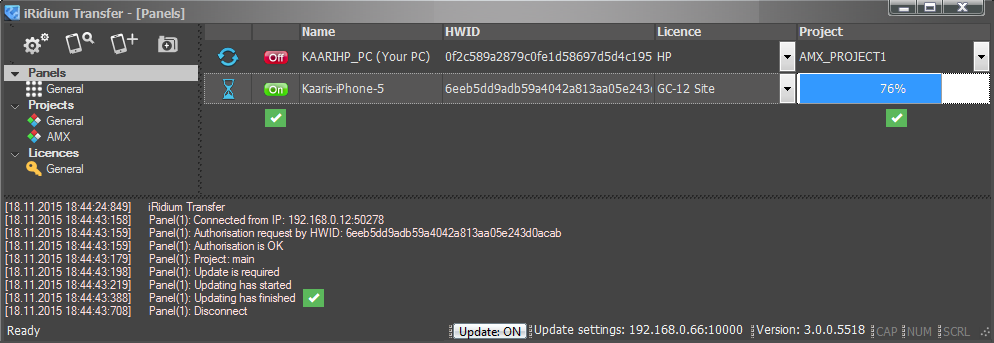 iRidium Transfer - [Panels]
Name HWID Licence Project
Off KAARIHP_PC (Your PC) 0f2c589a2879c0fe1d58697d5d4c195 HP AMX_PROJECT1
On Kaaris-iPhone-5 6eeb5dd9adb59a4042a813aa05e243 GC-12 Site 76%
Panels
General
Projects
General
AMX
Licences
General
[18.11.2015 18:44:24:849] iRidium Transfer
[18.11.2015 18:44:43:158] Panel(1): Connected from IP: 192.168.0.12:50278
[18.11.2015 18:44:43:159] Panel(1): Authorisation request by HWID: 6eeb5dd9adb59a4042a813aa05e243d0acab
[18.11.2015 18:44:43:159] Panel(1): Authorisation is OK
[18.11.2015 18:44:43:179] Panel(1): Project: main
[18.11.2015 18:44:43:198] Panel(1): Update is required
[18.11.2015 18:44:43:219] Panel(1): Updating has started
[18.11.2015 18:44:43:388] Panel(1): Updating has finished
[18.11.2015 18:44:43:708] Panel(1): Disconnect
Ready Update: ON Update settings: 192.168.0.66:10000 Version: 3.0.0.5518 CAP NUM SCRL